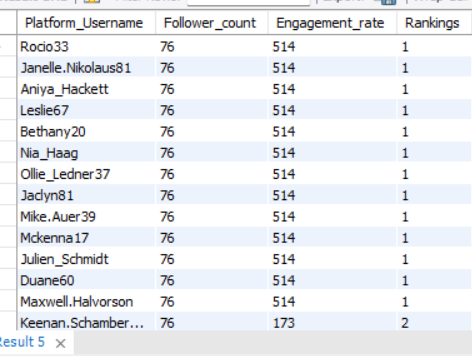 Platform_Username Follower_count Engagement_rate Rankings
Rocio33 76 514 1
Janelle.Nikolaus81 76 514 1
Aniya_Hackett 76 514 1
Leslie67 76 514 1
Bethany20 76 514 1
Nia_Haag 76 514 1
Ollie_Ledner37 76 514 1
Jaclyn81 76 514 1
Mike.Auer39 76 514 1
Mckenna17 76 514 1
Julien_Schmidt 76 514 1
Duane60 76 514 1
Maxwell.Halvorson 76 514 1
Keenan.Schamber... 76 173 2
Result 5 ×